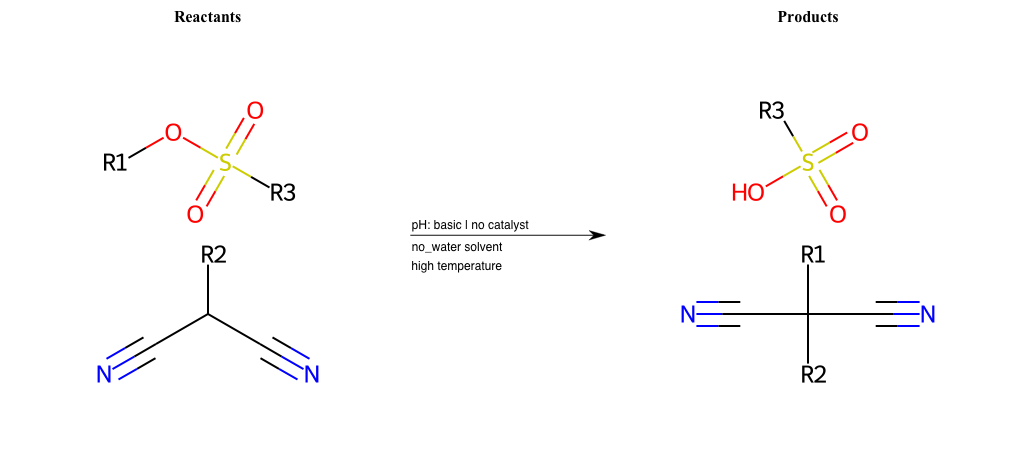 Reactants
Products
O
O
R1
S
R3
O
R2
N
N
pH: basic | no catalyst
no_water solvent
high temperature
R3
O
S
HO
O
R1
N
N
R2